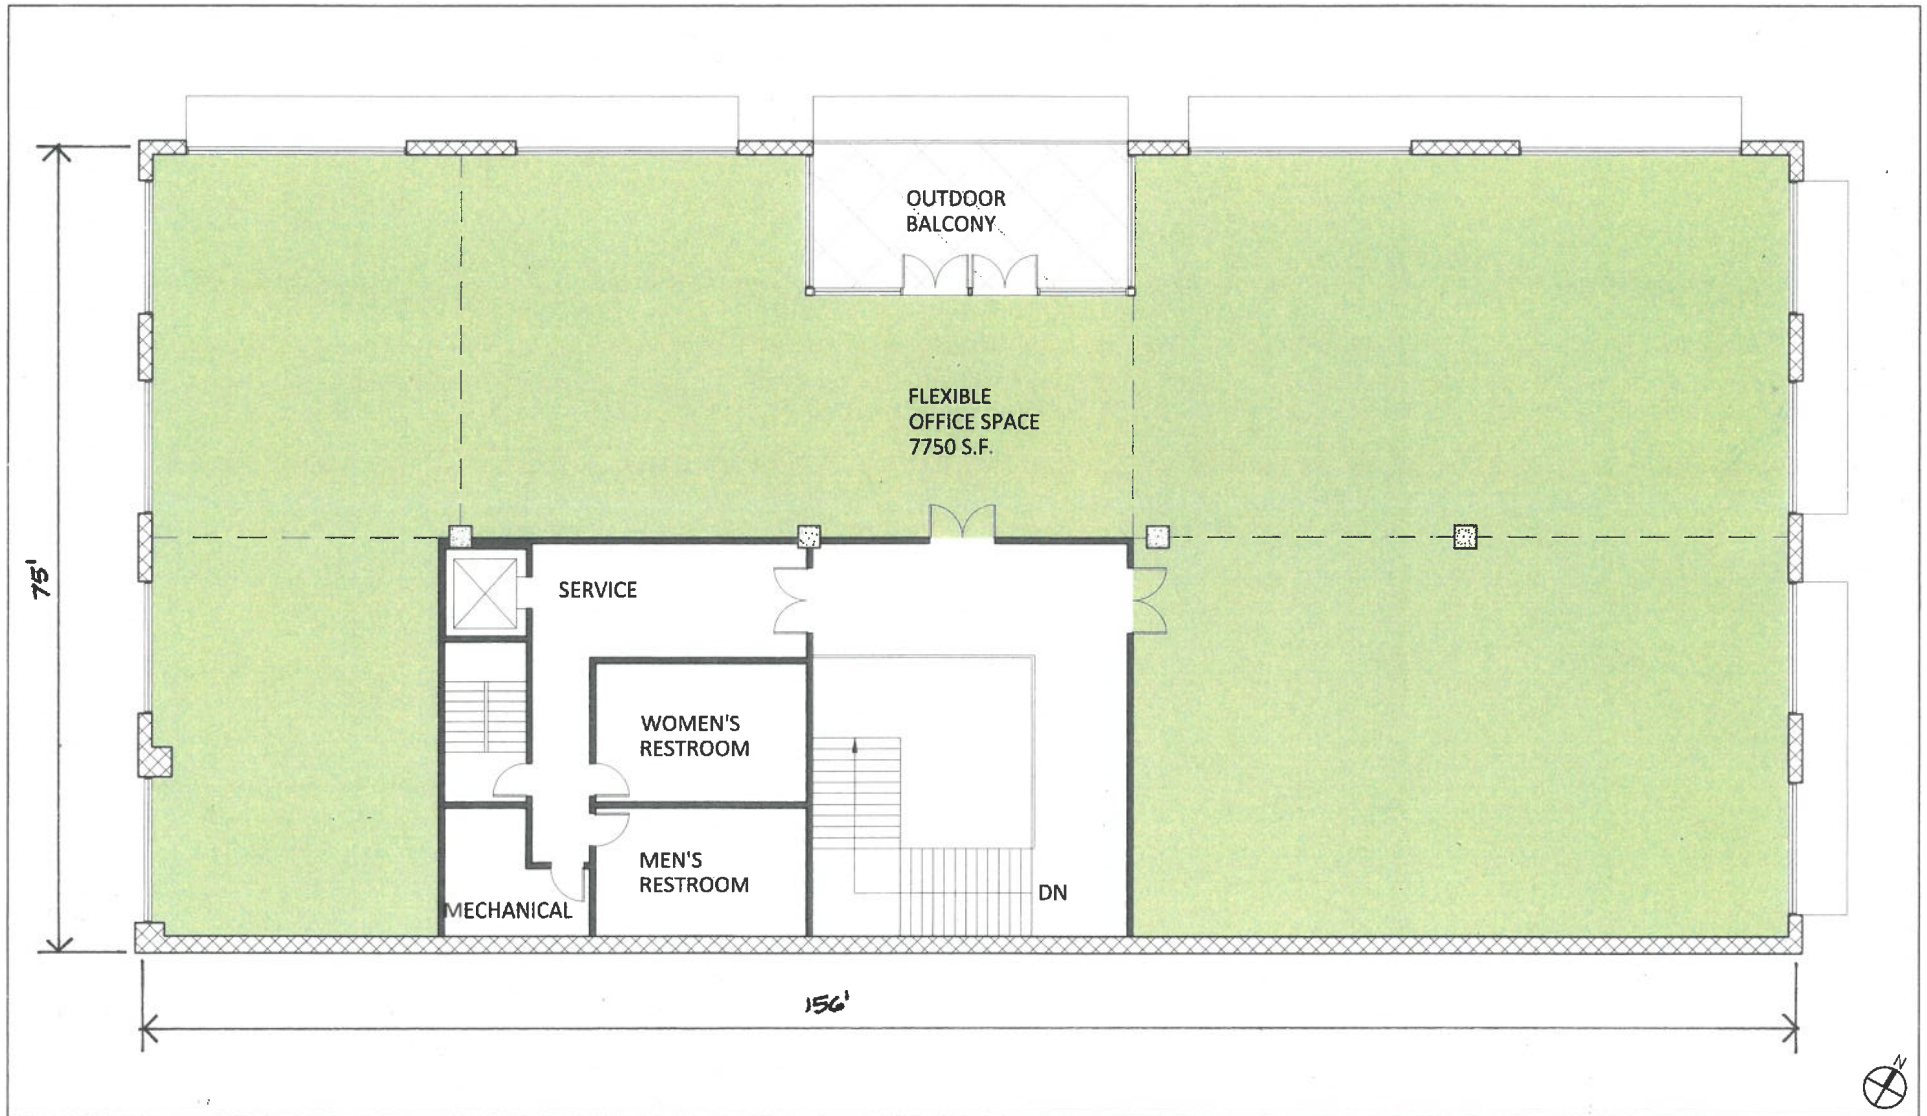 OUTDOOR
BALCONY
FLEXIBLE
OFFICE SPACE
7750 S.F.
75'
SERVICE
WOMEN'S
RESTROOM
MEN'S
RESTROOM
MECHANICAL
DN
156'
N